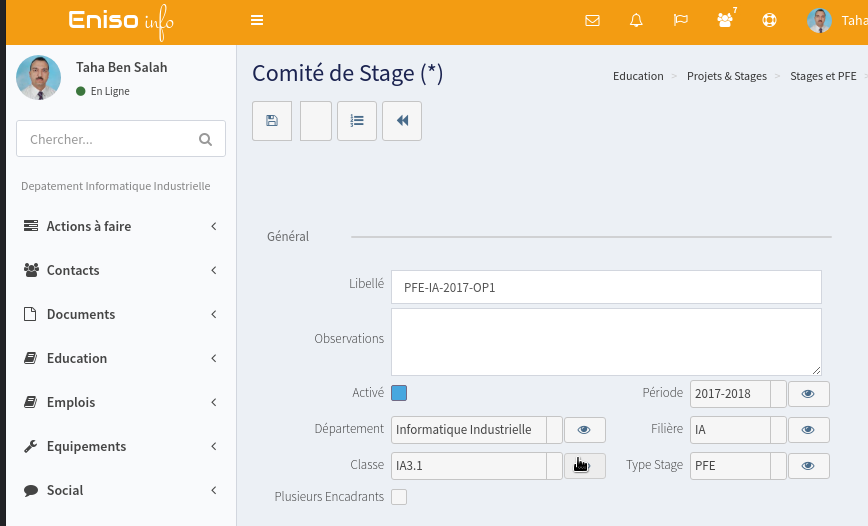 Eniso info
7
Taha
Taha Ben Salah
En Ligne
Chercher...
Depatement Informatique Industrielle
Actions à faire
Contacts
Documents
Education
Emplois
Equipements
Social
Comité de Stage (*)
Education > Projets & Stages > Stages et PFE >
Général
Libellé PFE-IA-2017-OP1
Observations
Activé Période 2017-2018
Département Informatique Industrielle Filière IA
Classe IA3.1 Type Stage PFE
Plusieurs Encadrants